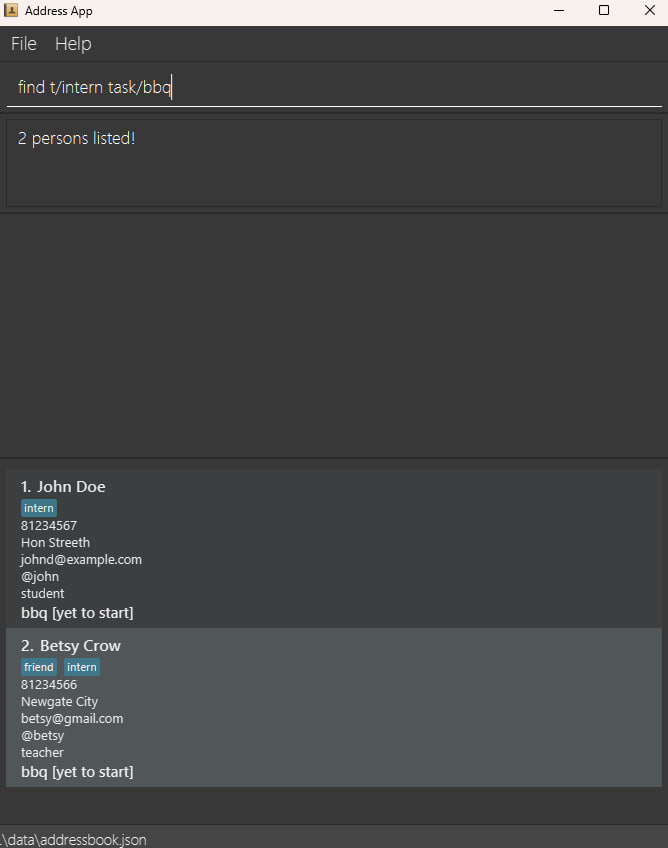 Address App
File Help
find t/intern task/bbq
2 persons listed!
1. John Doe
intern
81234567
Hon Streeth
johnd@example.com
@john
student
bbq [yet to start]
2. Betsy Crow
friend intern
81234566
Newgate City
betsy@gmail.com
@betsy
teacher
bbq [yet to start]
.\data\addressbook.json